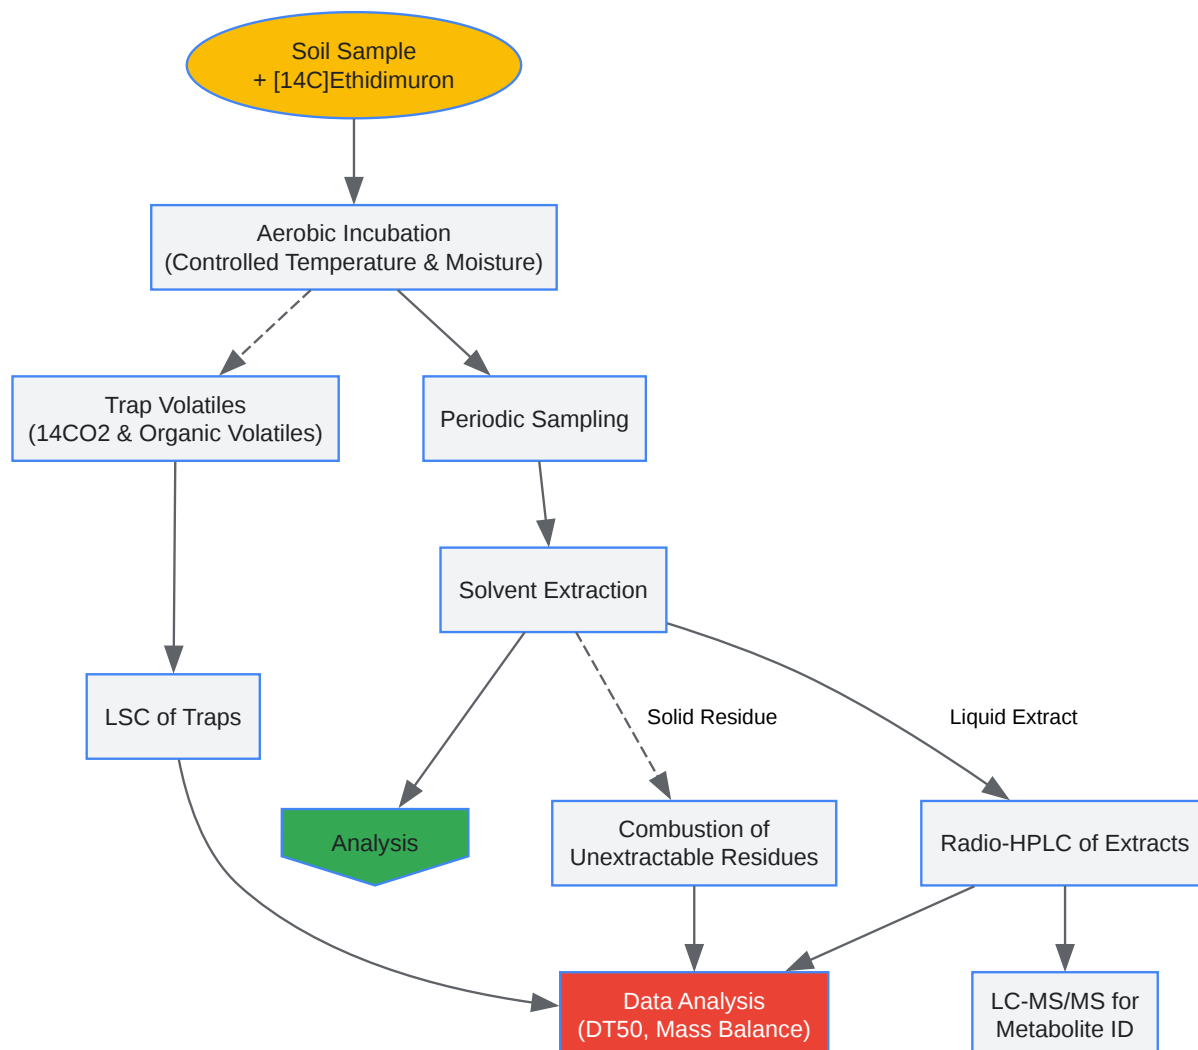 Soil Sample
+ [14C]Ethidimuron
Aerobic Incubation
(Controlled Temperature & Moisture)
Trap Volatiles
(14CO2 & Organic Volatiles)
Periodic Sampling
Solvent Extraction
LSC of Traps
Solid Residue
Liquid Extract
Analysis
Combustion of
Unextractable Residues
Radio-HPLC of Extracts
Data Analysis
(DT50, Mass Balance)
LC-MS/MS for
Metabolite ID